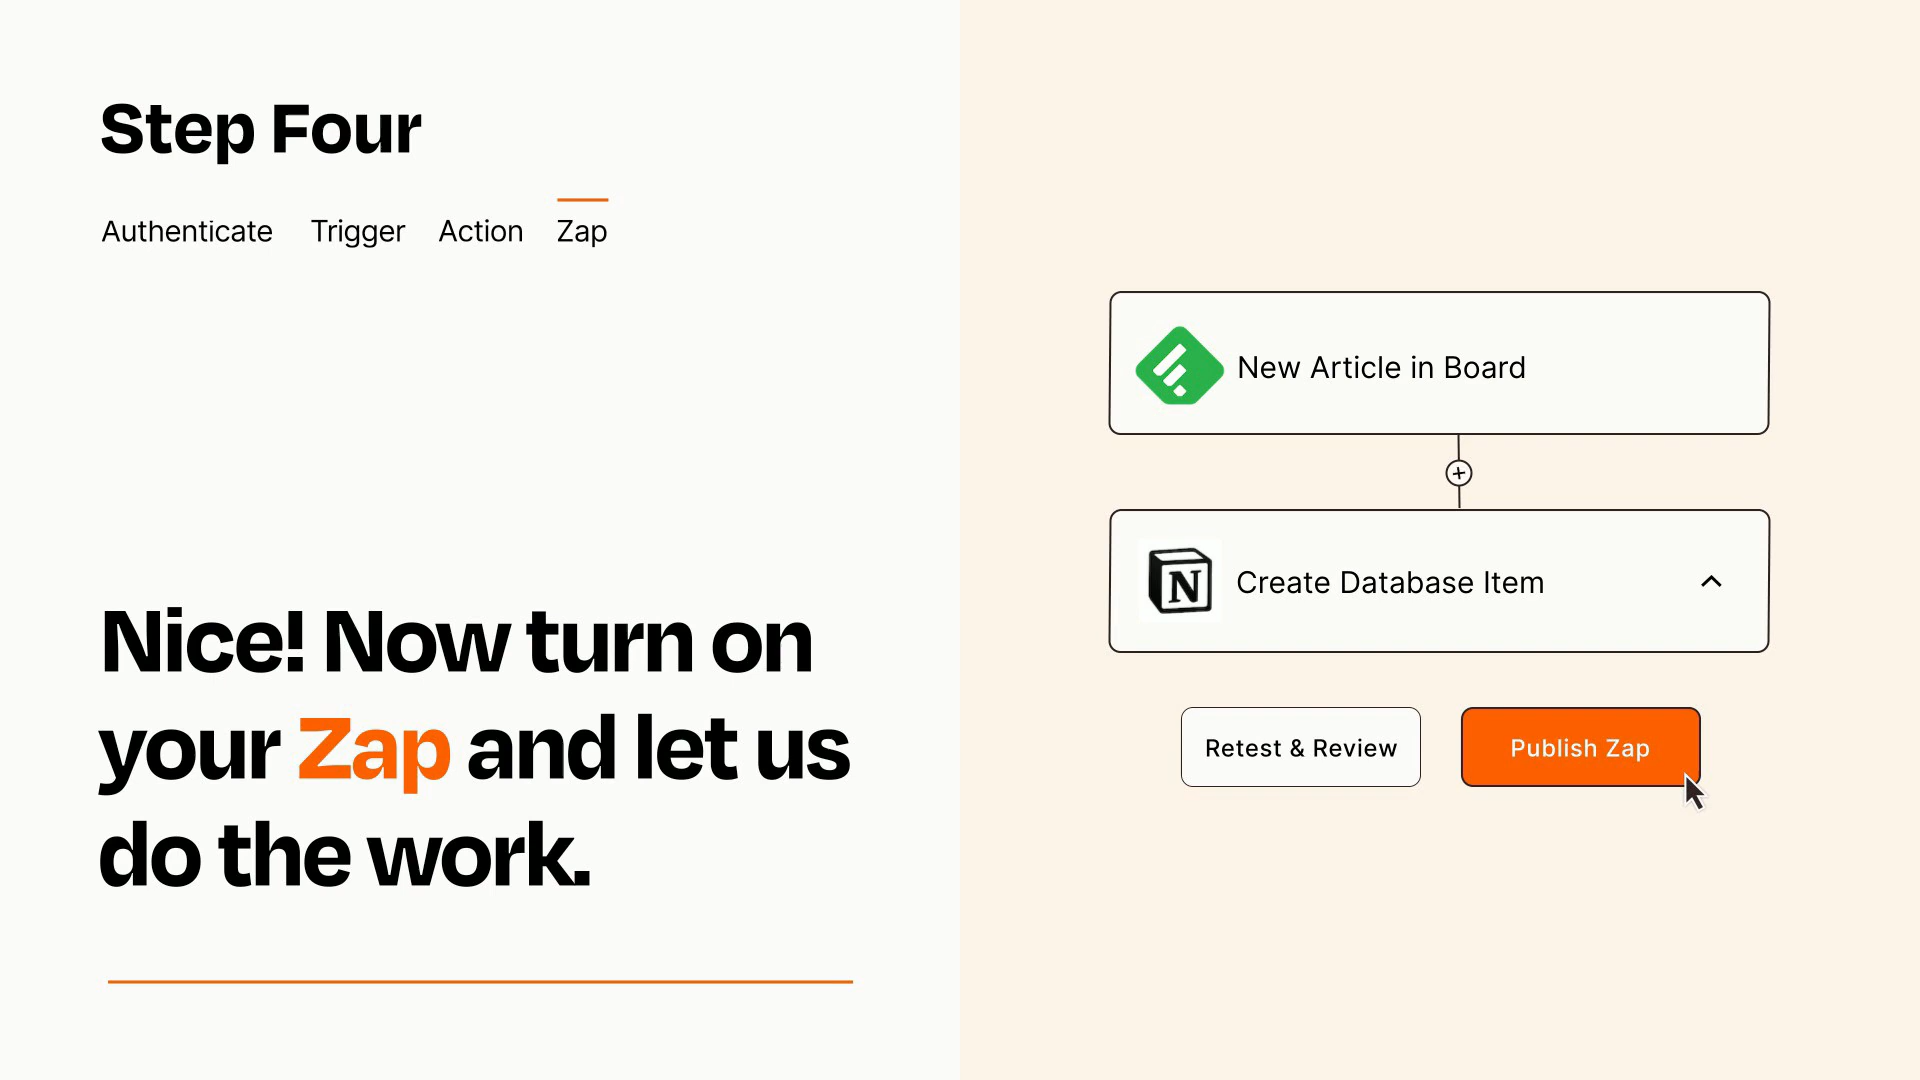 Step Four
Authenticate Trigger Action Zap
Nice! Now turn on
your Zap and let us
do the work.
New Article in Board
N
Create Database Item
Retest & Review
Publish Zap